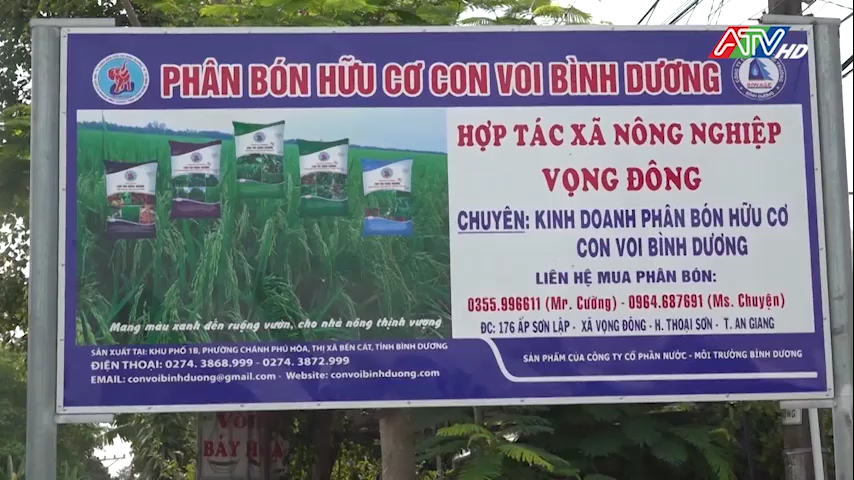 ATV HD
PHÂN BÓN HỮU CƠ CON VOI BÌNH DƯƠNG
HỢP TÁC XÃ NÔNG NGHIỆP
VỌNG ĐÔNG
CHUYÊN: KINH DOANH PHÂN BÓN HỮU CƠ
CON VOI BÌNH DƯƠNG
LIÊN HỆ MUA PHÂN BÓN:
0355.996611 (Mr. Cường) - 0964.687691 (Ms. Chuyện)
ĐC: 176 ẤP SƠN LẬP - XÃ VỌNG ĐÔNG - H. THOẠI SƠN - T. AN GIANG
Mang màu xanh đến ruộng vườn, cho nhà nông thịnh vượng
SẢN XUẤT TẠI: KHU PHỐ 1B, PHƯỜNG CHÁNH PHÚ HÒA, THỊ XÃ BẾN CÁT, TỈNH BÌNH DƯƠNG
ĐIỆN THOẠI: 0274.3868.999 - 0274.3872.999
EMAIL: convoibinhduong@gmail.com - Website: convoibinhduong.com
SẢN PHẨM CỦA CÔNG TY CỔ PHẦN NƯỚC - MÔI TRƯỜNG BÌNH DƯƠNG
BẢY HOÀ